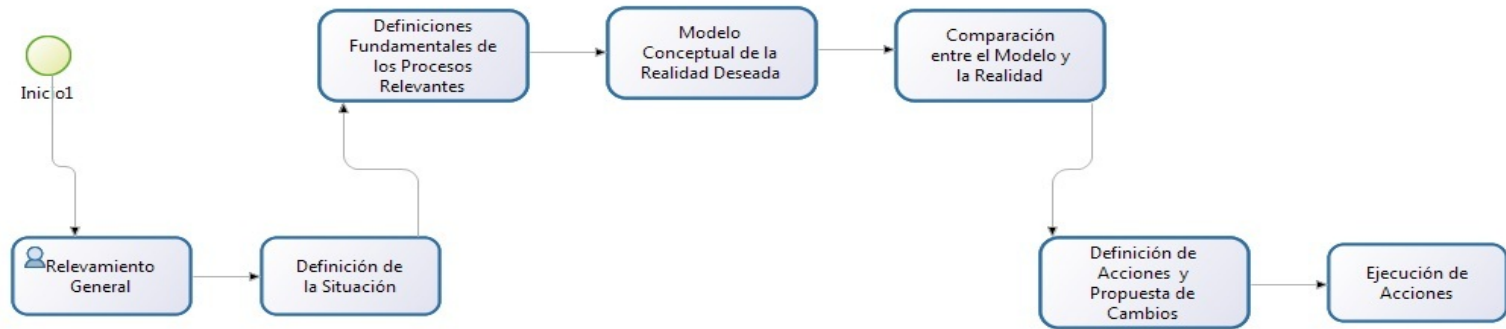 Inicio1
Relevamiento
General
Definición de
la Situación
Definiciones
Fundamentales de
los Procesos
Relevantes
Modelo
Conceptual de la
Realidad Deseada
Comparación
entre el Modelo y
la Realidad
Definición de
Acciones y
Propuesta de
Cambios
Ejecución de
Acciones